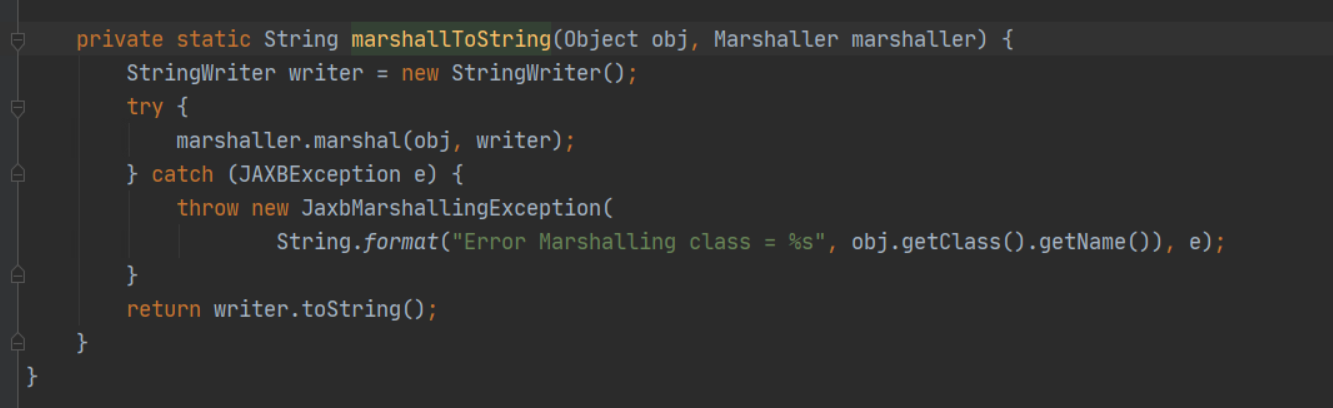 private static String marshallToString(Object obj, Marshaller marshaller) {
StringWriter writer = new StringWriter();
try {
marshaller.marshal(obj, writer);
} catch (JAXBException e) {
throw new JaxbMarshallingException(
String.format("Error Marshalling class = %s", obj.getClass().getName()), e);
}
return writer.toString();
}
}